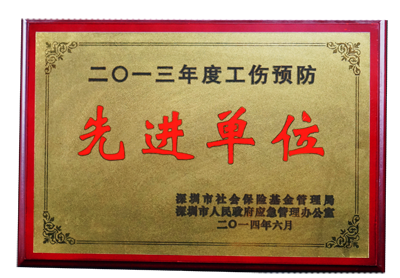 二〇一三年度工伤预防
先进单位
深圳市社会保险基金管理局
深圳市人民政府应急管理办公室
二〇一四年六月